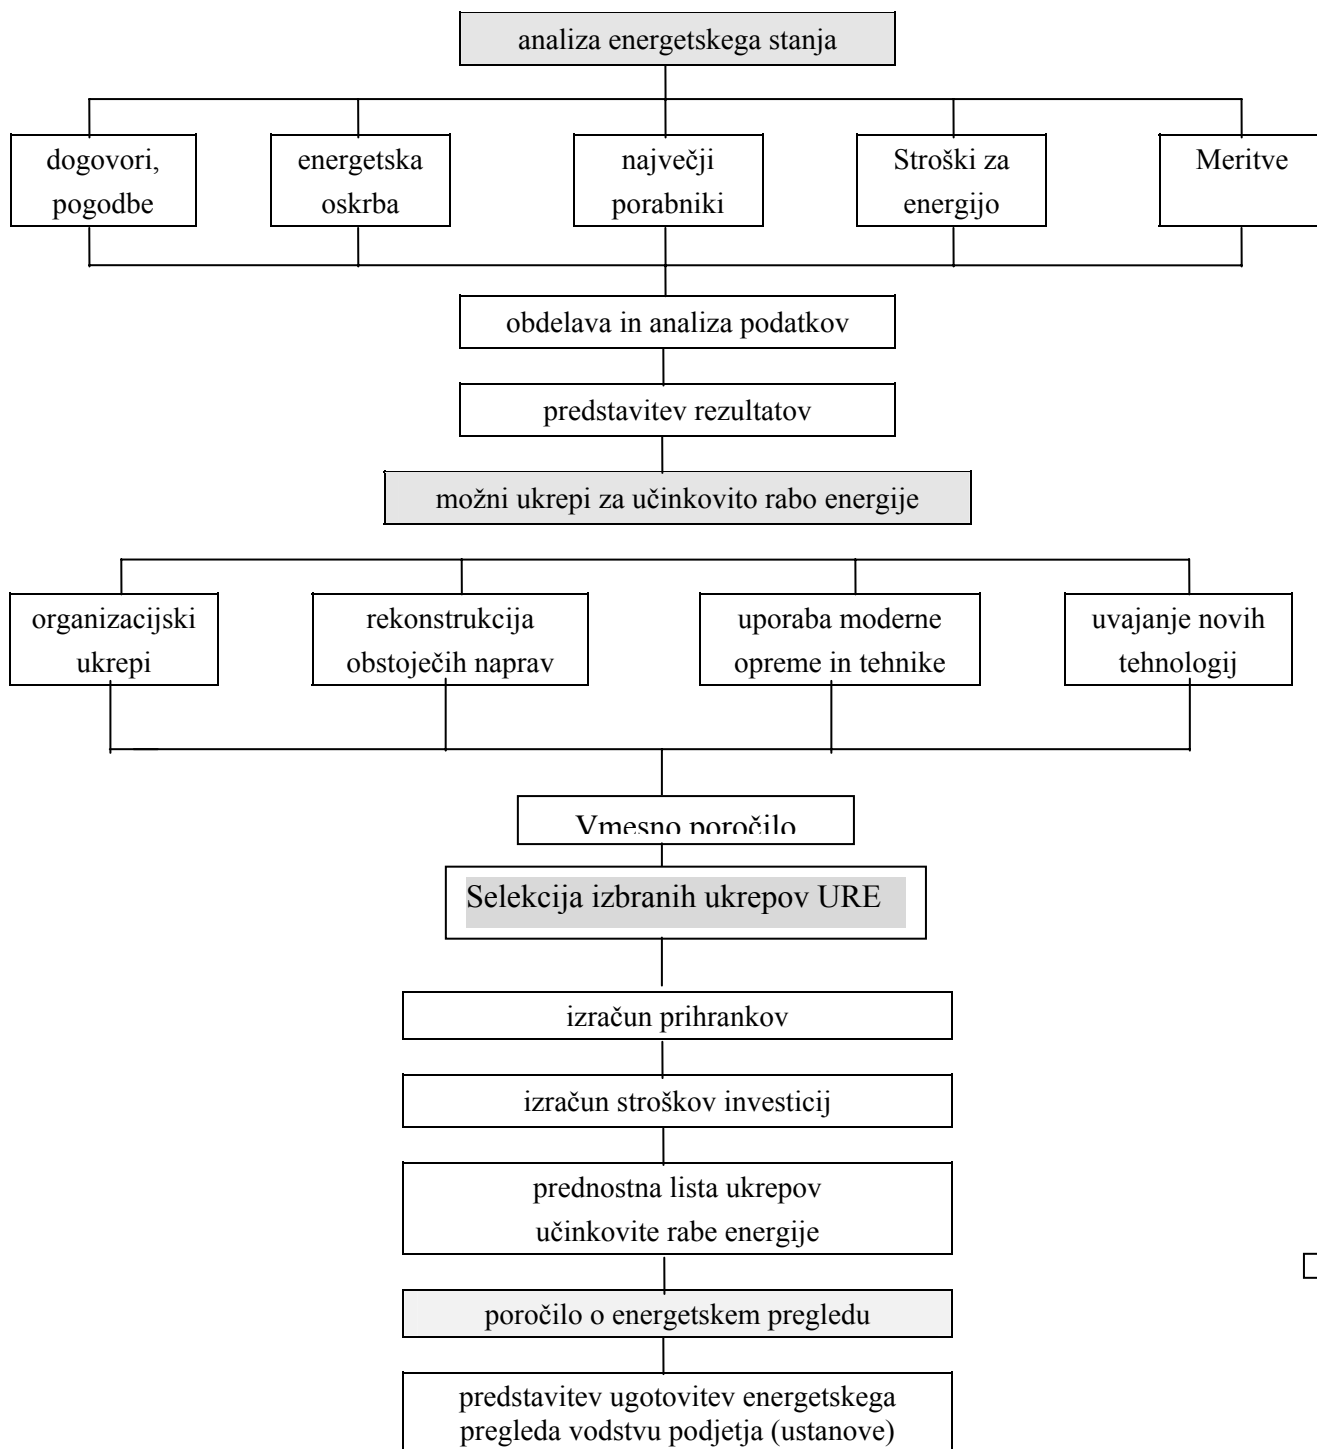 analiza energetskega stanja
dogovori,
pogodbe
energetska
oskrba
največji
porabniki
Stroški za
energijo
Meritve
obdelava in analiza podatkov
predstavitev rezultatov
možni ukrepi za učinkovito rabo energije
organizacijski
ukrepi
rekonstrukcija
obstoječih naprav
uporaba moderne
opreme in tehnike
uvajanje novih
tehnologij
Vmesno poročilo
Selekcija izbranih ukrepov URE
izračun prihrankov
izračun stroškov investicij
prednostna lista ukrepov
učinkovite rabe energije
poročilo o energetskem pregledu
predstavitev ugotovitev energetskega
pregleda vodstvu podjetja (ustanove)